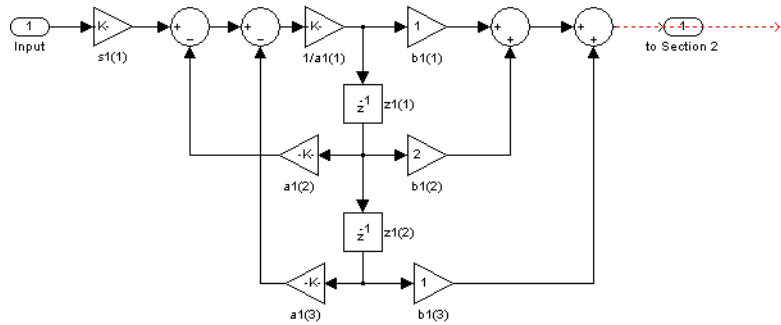 1 K- + − + − K- 1 + + + + 1
Input s1(1) 1/a1(1) b1(1) to Section 2
z-1 z1(1)
-K- 2
a1(2) b1(2)
z-1 z1(2)
-K- 1
a1(3) b1(3)